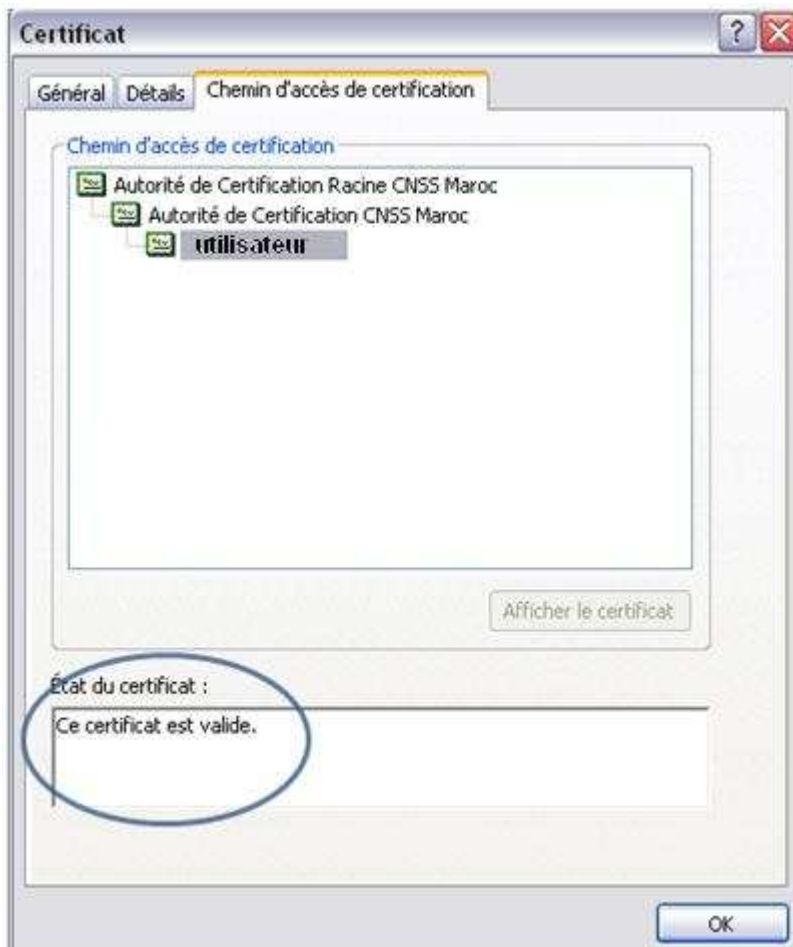 Certificat
Général Détails Chemin d'accès de certification
Chemin d'accès de certification
Autorité de Certification Racine CNSS Maroc
Autorité de Certification CNSS Maroc
utilisateur
Afficher le certificat
État du certificat :
Ce certificat est valide.
OK